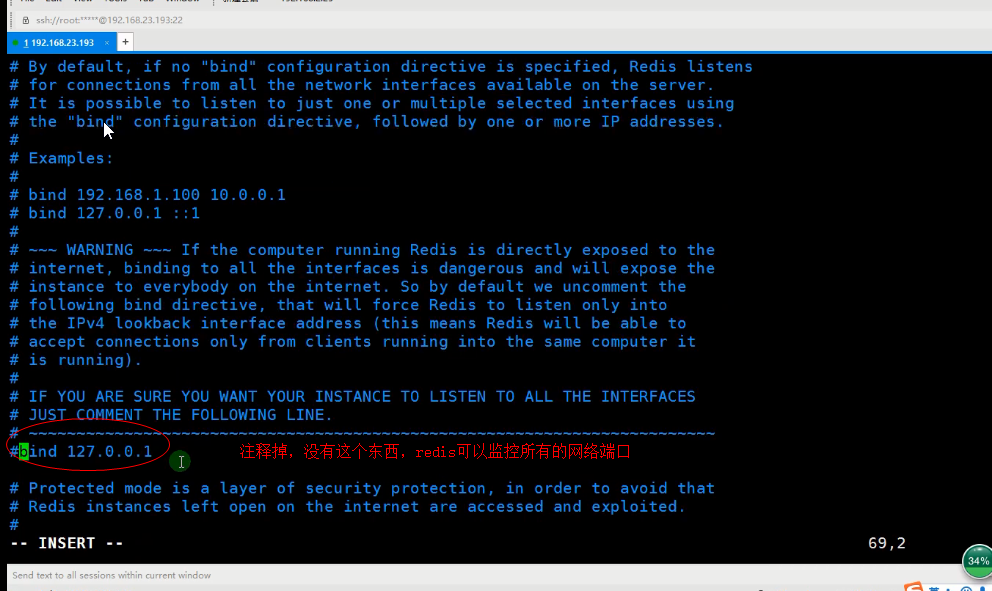 ssh://root:*****@192.168.23.193:22
1 192.168.23.193 × +
# By default, if no "bind" configuration directive is specified, Redis listens
# for connections from all the network interfaces available on the server.
# It is possible to listen to just one or multiple selected interfaces using
# the "bind" configuration directive, followed by one or more IP addresses.
#
# Examples:
#
# bind 192.168.1.100 10.0.0.1
# bind 127.0.0.1 ::1
#
# ~~~ WARNING ~~~ If the computer running Redis is directly exposed to the
# internet, binding to all the interfaces is dangerous and will expose the
# instance to everybody on the internet. So by default we uncomment the
# following bind directive, that will force Redis to listen only into
# the IPv4 lookback interface address (this means Redis will be able to
# accept connections only from clients running into the same computer it
# is running).
#
# IF YOU ARE SURE YOU WANT YOUR INSTANCE TO LISTEN TO ALL THE INTERFACES
# JUST COMMENT THE FOLLOWING LINE.
# ~~~~~~~~~~~~~~~~~~~~~~~~~~~~~~~~~~~~~~~~~~~~~~~~~~~~~~~~~~~~~~~~~~~~~~~~
#bind 127.0.0.1 注释掉，没有这个东西，redis可以监控所有的网络端口
# Protected mode is a layer of security protection, in order to avoid that
# Redis instances left open on the internet are accessed and exploited.
#
-- INSERT -- 69,2
34%
Send text to all sessions within current window